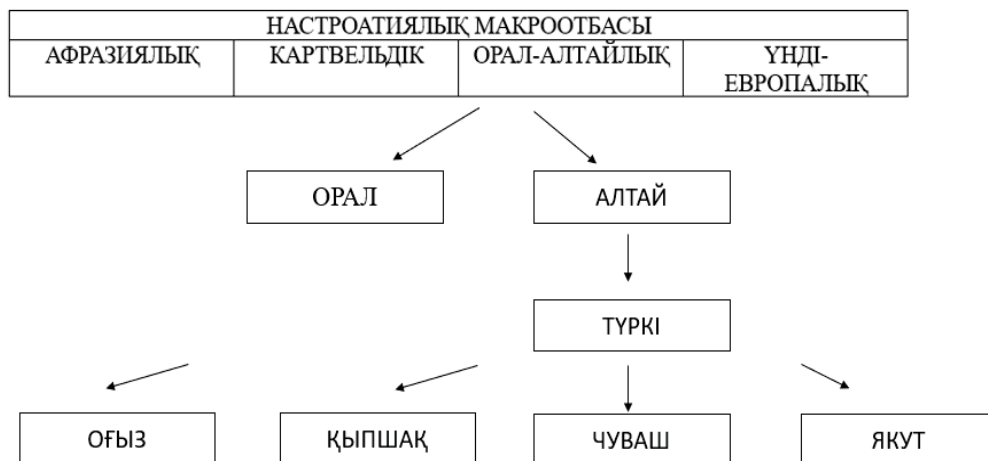 НАСТРОАТИЯЛЫҚ МАКРООТБАСЫ
АФРАЗИЯЛЫҚ КАРТВЕЛЬДІК ОРАЛ-АЛТАЙЛЫҚ ҮНДІ-
ЕВРОПАЛЫҚ
ОРАЛ АЛТАЙ
ТҮРКІ
ОҒЫЗ ҚЫПШАҚ ЧУВАШ ЯКУТ